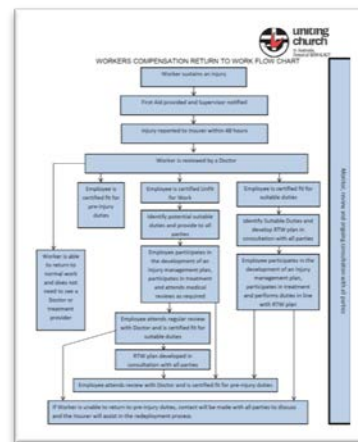 uniting
church
in Australia
WORKERS COMPENSATION RETURN TO WORK FLOW CHART
Worker sustains an injury
First Aid provided and Supervisor notified
Injury reported to insurer within 48 hours
Worker is reviewed by a Doctor
Employee is
certified fit for
pre-injury
duties
Employee is certified Unfit
for Work
Employee is certified fit for
suitable duties
Identify potential suitable
duties and provide to all
parties
Identify Suitable Duties and
develop RTW plan in
consultation with all parties
Worker is able
to return to
normal work and
does not
need to see a
Doctor or
treatment
provider
Employee participates
in the development of an
injury management plan,
participates in treatment
and attends medical
reviews as required
Employee participates in the
development of an injury
management plan,
participates in treatment and
performs duties in line
with RTW plan
Employee attends regular review
with Doctor and is certified fit for
suitable duties
RTW plan developed in
consultation with all parties
Employee attends review with Doctor and is certified for pre-injury duties
If Worker is unable to return to pre-injury duties, contact will be made with all parties to discuss
and the insurer will assist in the redeployment process.
Monitor, review and ongoing consultation with all parties